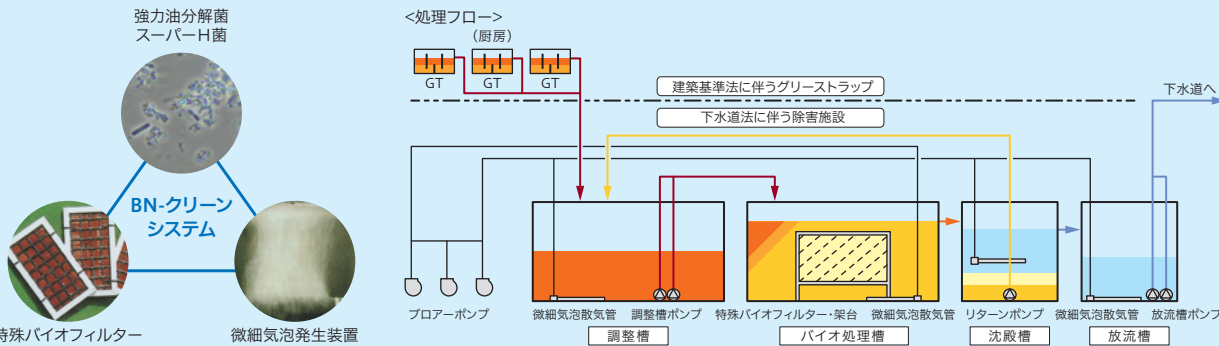 強力油分解菌
スーパーH菌
BN-クリーン
システム
特殊バイオフィルター
微細気泡発生装置
<処理フロー>
(厨房)
GT
GT
GT
建築基準法に伴うグリーストラップ
下水道法に伴う除害施設
下水道へ
ブロアーポンプ
微細気泡散気管
調整槽ポンプ
特殊バイオフィルター・架台
微細気泡散気管
リターンポンプ
微細気泡散気管
放流槽ポンプ
調整槽
バイオ処理槽
沈殿槽
放流槽